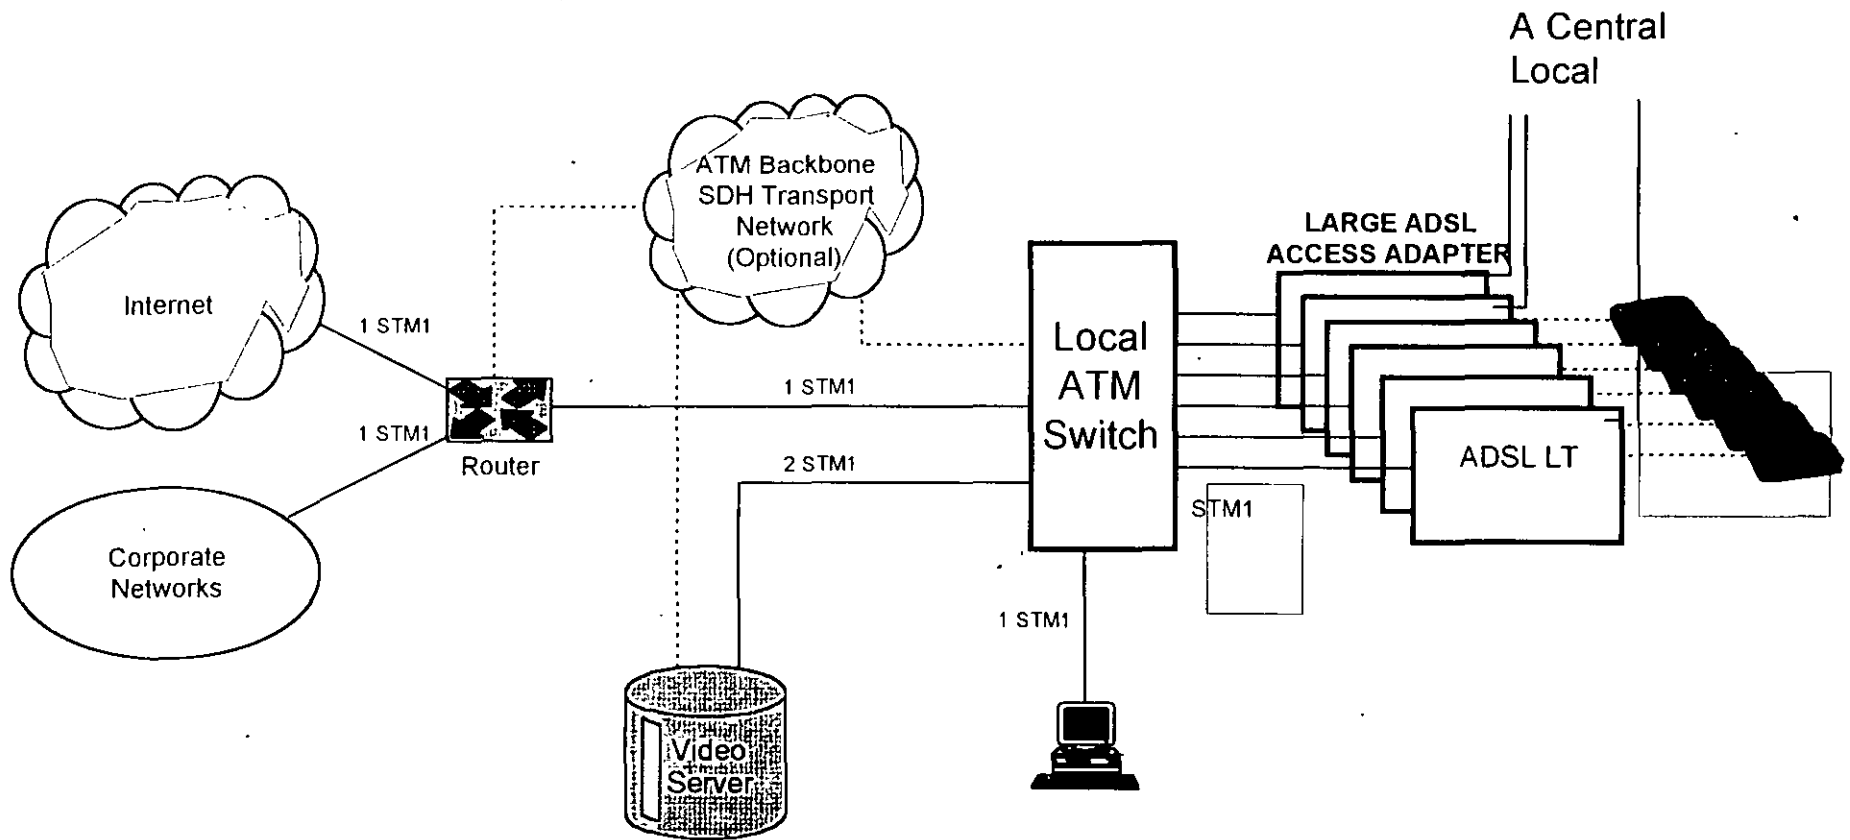 A Central
Local
ATM Backbone
SDH Transport
Network
(Optional)
LARGE ADSL
ACCESS ADAPTER
Internet
1 STM1
Local
ATM
Switch
1 STM1
1 STM1
Router
2 STM1
ADSL LT
STM1
Corporate
Networks
1 STM1
Video
Server